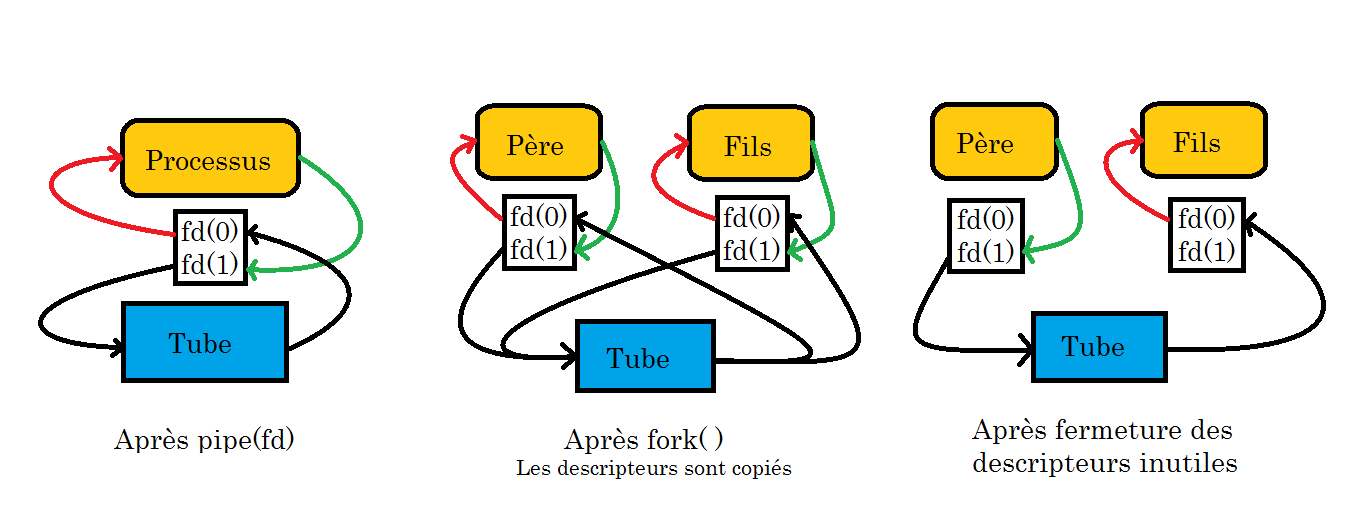 Processus
fd(0)
fd(1)
Tube
Après pipe(fd)
Père
Fils
fd(0)
fd(1)
fd(0)
fd(1)
Tube
Après fork( )
Les descripteurs sont copiés
Père
Fils
fd(0)
fd(1)
fd(0)
fd(1)
Tube
Après fermeture des
descripteurs inutiles